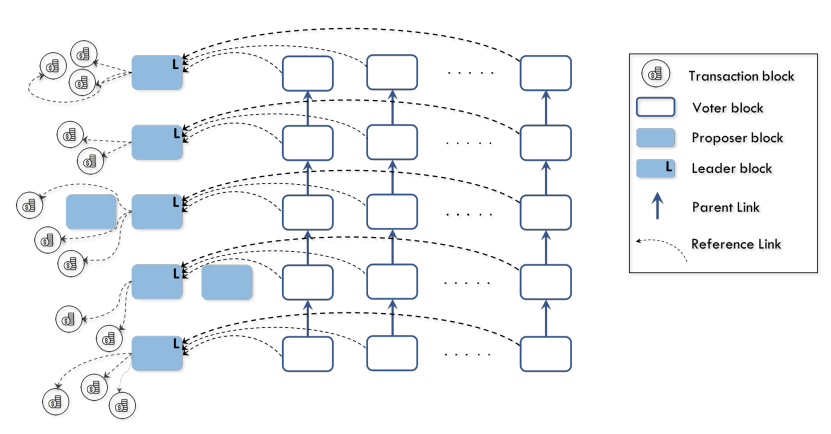 L
Transaction block
Voter block
L
Proposer block
L
Leader block
L
Parent Link
L
Reference Link
L